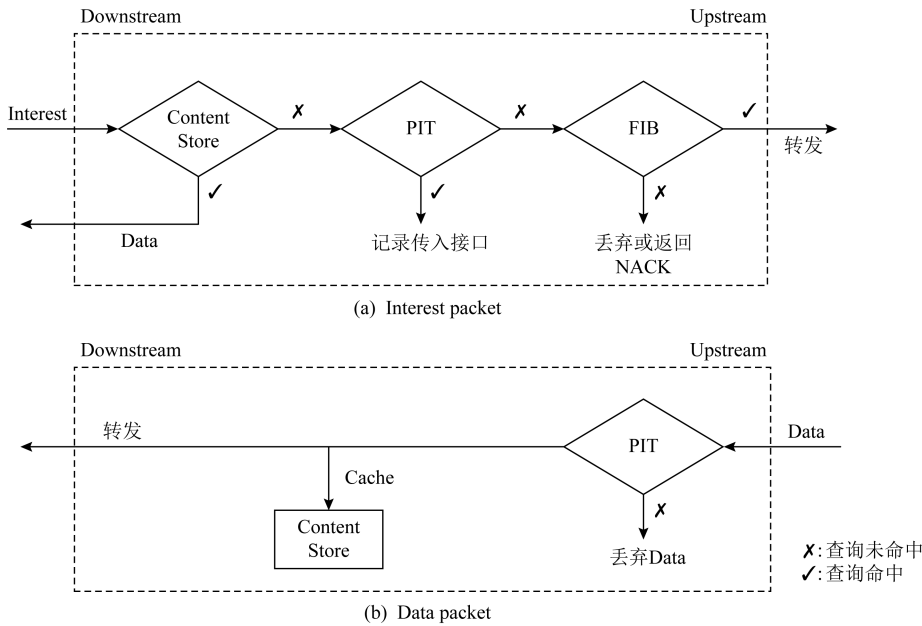 Downstream
Upstream
Interest
Content
Store
✗
PIT
✗
FIB
✓
转发
✓
Data
✓
记录传入接口
✗
丢弃或返回
NACK
(a) Interest packet
Downstream
Upstream
转发
PIT
Data
Cache
Content
Store
✗
丢弃Data
✗:查询未命中
✓:查询命中
(b) Data packet